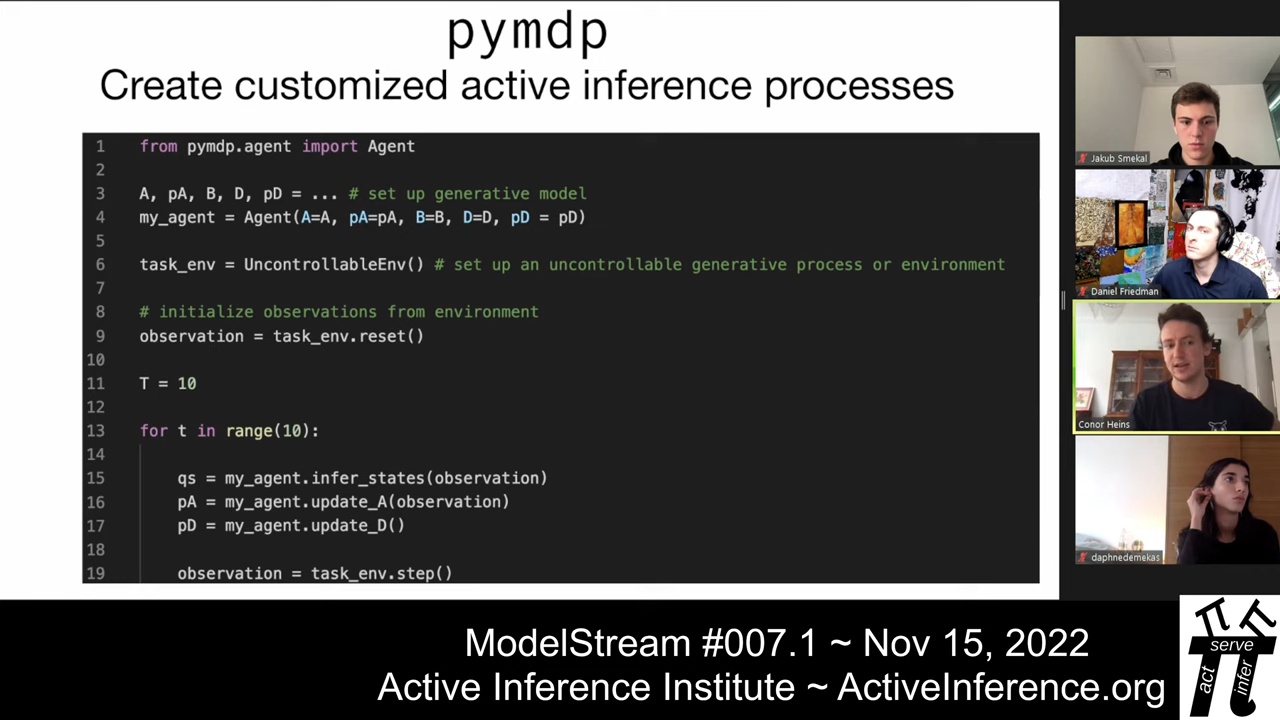 pymdp
Create customized active inference processes
1 from pymdp.agent import Agent
2
3 A, pA, B, D, pD = ... # set up generative model
4 my_agent = Agent(A=A, pA=pA, B=B, D=D, pD = pD)
5
6 task_env = UncontrollableEnv() # set up an uncontrollable generative process or environment
7
8 # initialize observations from environment
9 observation = task_env.reset()
10
11 T = 10
12
13 for t in range(10):
14
15 qs = my_agent.infer_states(observation)
16 pA = my_agent.update_A(observation)
17 pD = my_agent.update_D()
18
19 observation = task_env.step()
Jakub Smekal
Daniel Friedman
Conor Heins
daphnedemekas
ModelStream #007.1 ~ Nov 15, 2022
Active Inference Institute ~ ActiveInference.org
serve
act
infer